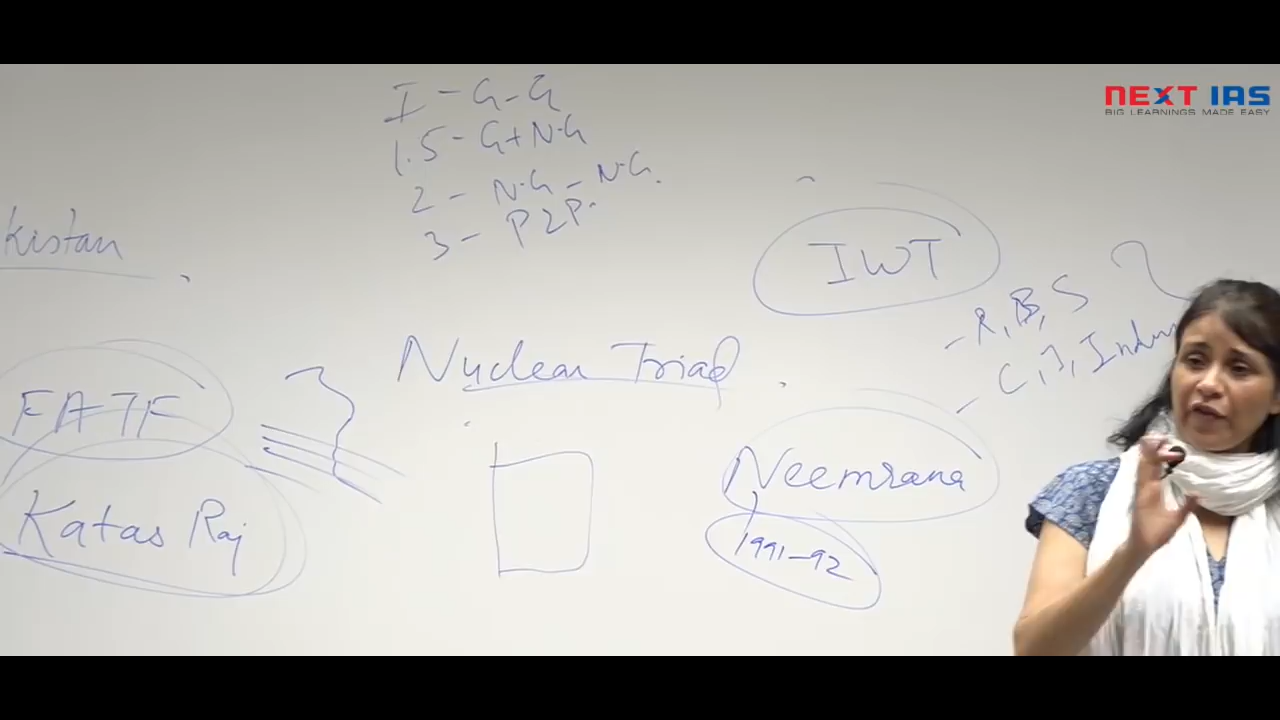 NEXT IAS
BIG LEARNINGS MADE EASY
I - G-G
1.5 - G+N·G
2 - N·G - N·G.
3 - P2P.
kistan
IWT
- R, B, S
- C, J, Indus
FATF
Nuclear Triad
Katas Raj
Neemrana
1991-92